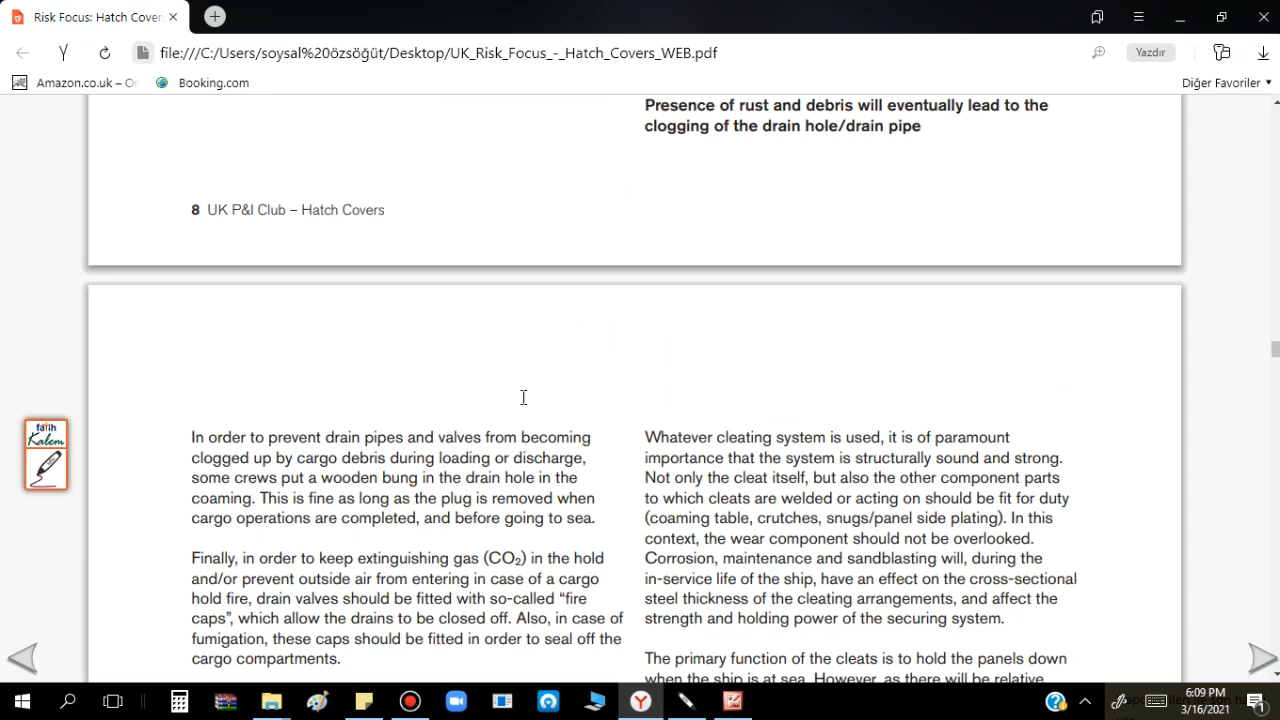 Risk Focus: Hatch Cover
file:///C:/Users/soysal%20özsöğüt/Desktop/UK_Risk_Focus_-_Hatch_Covers_WEB.pdf
Yazdır
Amazon.co.uk – On
Booking.com
Diğer Favoriler
Presence of rust and debris will eventually lead to the
clogging of the drain hole/drain pipe
8 UK P&I Club – Hatch Covers
fatih
Kalem
In order to prevent drain pipes and valves from becoming
clogged up by cargo debris during loading or discharge,
some crews put a wooden bung in the drain hole in the
coaming. This is fine as long as the plug is removed when
cargo operations are completed, and before going to sea.
Finally, in order to keep extinguishing gas (CO₂) in the hold
and/or prevent outside air from entering in case of a cargo
hold fire, drain valves should be fitted with so-called “fire
caps”, which allow the drains to be closed off. Also, in case of
fumigation, these caps should be fitted in order to seal off the
cargo compartments.
Whatever cleating system is used, it is of paramount
importance that the system is structurally sound and strong.
Not only the cleat itself, but also the other component parts
to which cleats are welded or acting on should be fit for duty
(coaming table, crutches, snugs/panel side plating). In this
context, the wear component should not be overlooked.
Corrosion, maintenance and sandblasting will, during the
in-service life of the ship, have an effect on the cross-sectional
steel thickness of the cleating arrangements, and affect the
strength and holding power of the securing system.
The primary function of the cleats is to hold the panels down
when the ship is at sea. However, as there will be relative
6:09 PM
3/16/2021
1